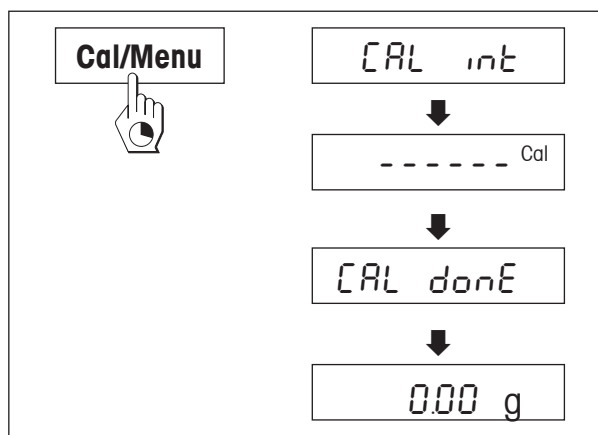 Cal/Menu
CAL int
- - - - - - Cal
CAL donE
0.00 g